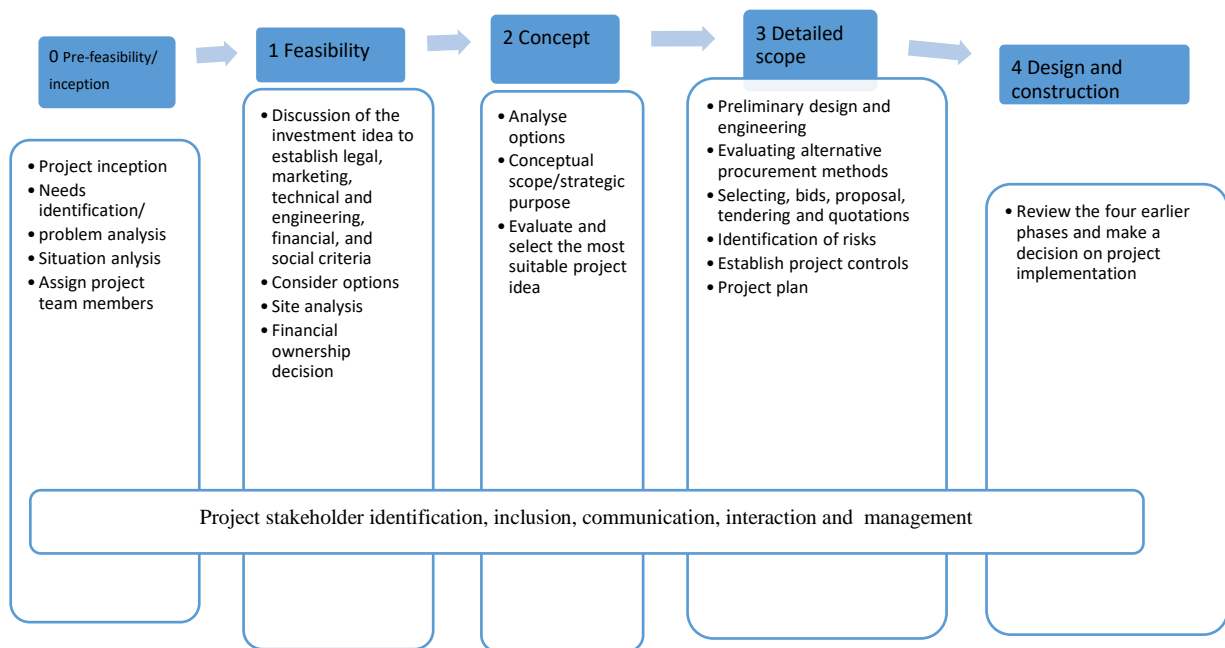 0 Pre-feasibility/
inception
1 Feasibility
2 Concept
3 Detailed
scope
4 Design and
construction
• Project inception
• Needs
identification/
• problem analysis
• Situation anlysis
• Assign project
team members
• Discussion of the
investment idea to
establish legal,
marketing,
technical and
engineering,
financial, and
social criteria
• Consider options
• Site analysis
• Financial
ownership
decision
• Analyse
options
• Conceptual
scope/strategic
purpose
• Evaluate and
select the most
suitable project
idea
• Preliminary design and
engineering
• Evaluating alternative
procurement methods
• Selecting, bids, proposal,
tendering and quotations
• Identification of risks
• Establish project controls
• Project plan
• Review the four earlier
phases and make a
decision on project
implementation
Project stakeholder identification, inclusion, communication, interaction and management